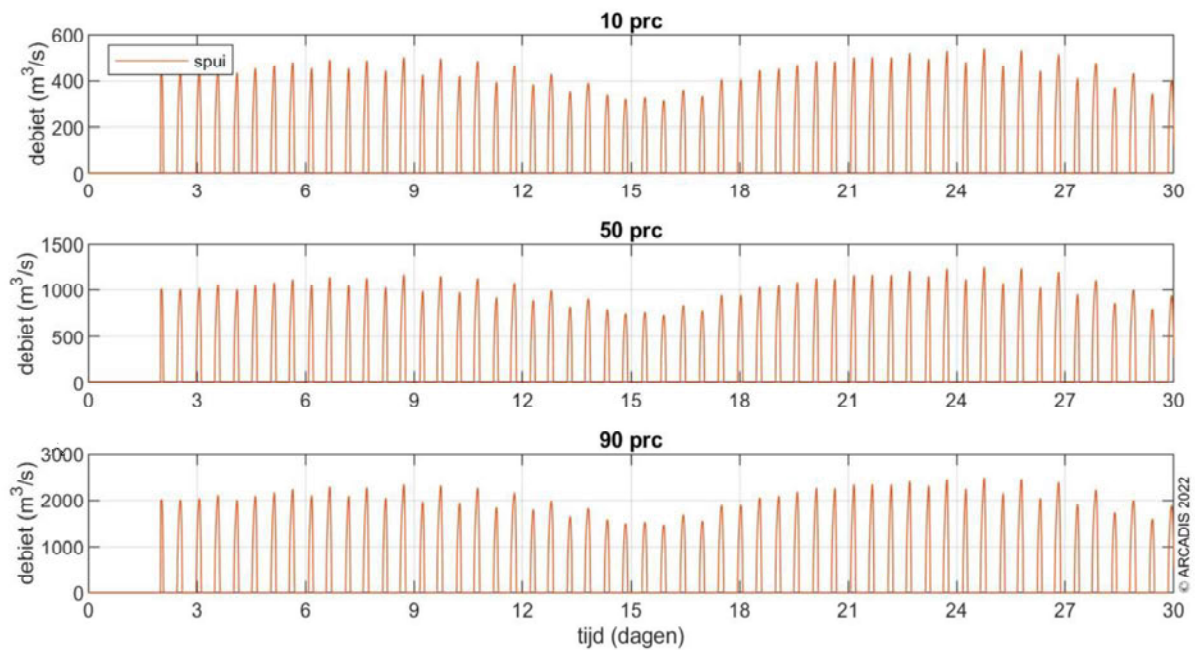 10 prc
debiet (m³/s)
600
400
200
0
spui
0 3 6 9 12 15 18 21 24 27 30
50 prc
debiet (m³/s)
1500
1000
500
0
0 3 6 9 12 15 18 21 24 27 30
90 prc
debiet (m³/s)
3000
2000
1000
0
0 3 6 9 12 15 18 21 24 27 30
tijd (dagen)
© ARCADIS 2022